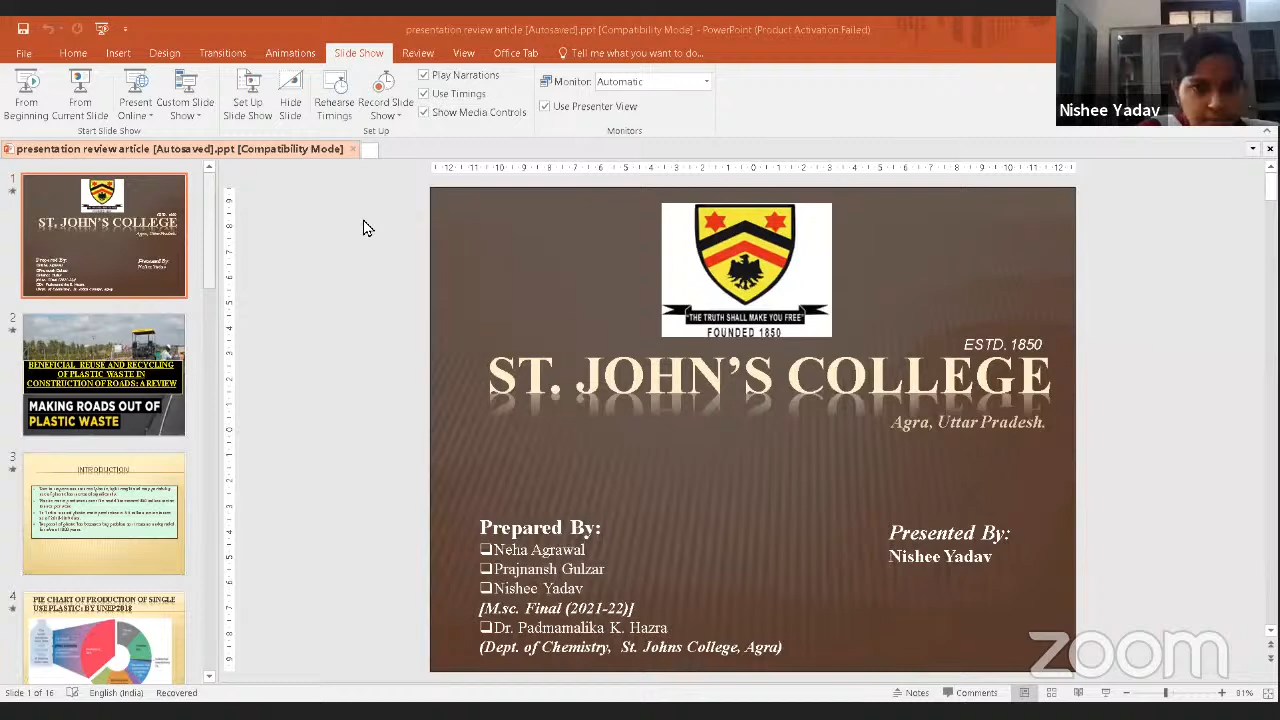 presentation review article [Autosaved].ppt [Compatibility Mode] - PowerPoint (Product Activation Failed)
File Home Insert Design Transitions Animations Slide Show Review View Office Tab Tell me what you want to do...
From Beginning
From Current Slide
Present Online
Custom Slide Show
Set Up Slide Show
Hide Slide
Rehearse Timings
Record Slide Show
Play Narrations
Use Timings
Show Media Controls
Monitor: Automatic
Use Presenter View
Start Slide Show
Set Up
Monitors
Nishee Yadav
presentation review article [Autosaved].ppt [Compatibility Mode]
1
ST. JOHN'S COLLEGE
2
BENEFICIAL REUSE AND RECYCLING
OF PLASTIC WASTE IN
CONSTRUCTION OF ROADS: A REVIEW
MAKING ROADS OUT OF
PLASTIC WASTE
3
INTRODUCTION
4
PIE CHART OF PRODUCTION OF SINGLE
USE PLASTIC: BY UNEP2018
"THE TRUTH SHALL MAKE YOU FREE"
FOUNDED 1850
ESTD. 1850
ST. JOHN'S COLLEGE
Agra, Uttar Pradesh.
Prepared By:
❑Neha Agrawal
❑Prajnansh Gulzar
❑Nishee Yadav
[M.sc. Final (2021-22)]
❑Dr. Padmamalika K. Hazra
(Dept. of Chemistry, St. Johns College, Agra)
Presented By:
Nishee Yadav
zoom
Slide 1 of 16 English (India) Recovered Notes Comments 81%